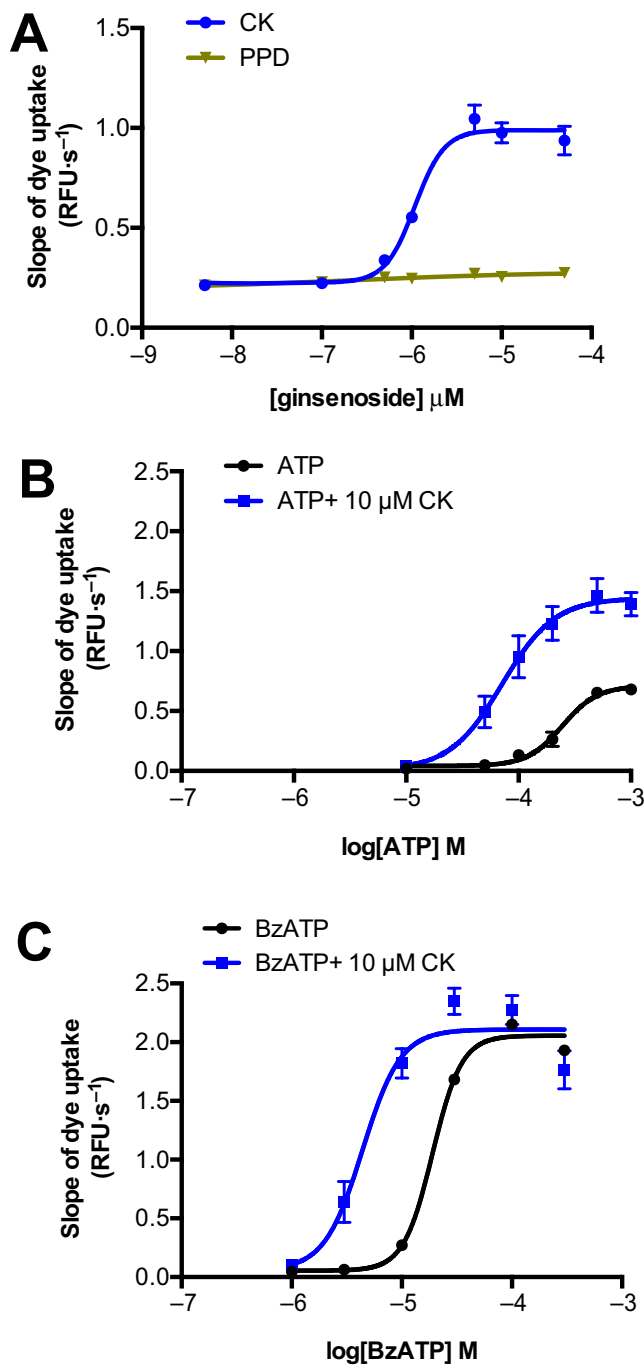 A
CK
PPD
Slope of dye uptake
(RFU·s⁻¹)
1.5
1.0
0.5
0.0
–9 –8 –7 –6 –5 –4
[ginsenoside] µM
B
ATP
ATP+ 10 µM CK
Slope of dye uptake
(RFU·s⁻¹)
2.5
2.0
1.5
1.0
0.5
0.0
–7 –6 –5 –4 –3
log[ATP] M
C
BzATP
BzATP+ 10 µM CK
Slope of dye uptake
(RFU·s⁻¹)
2.5
2.0
1.5
1.0
0.5
0.0
–7 –6 –5 –4 –3
log[BzATP] M